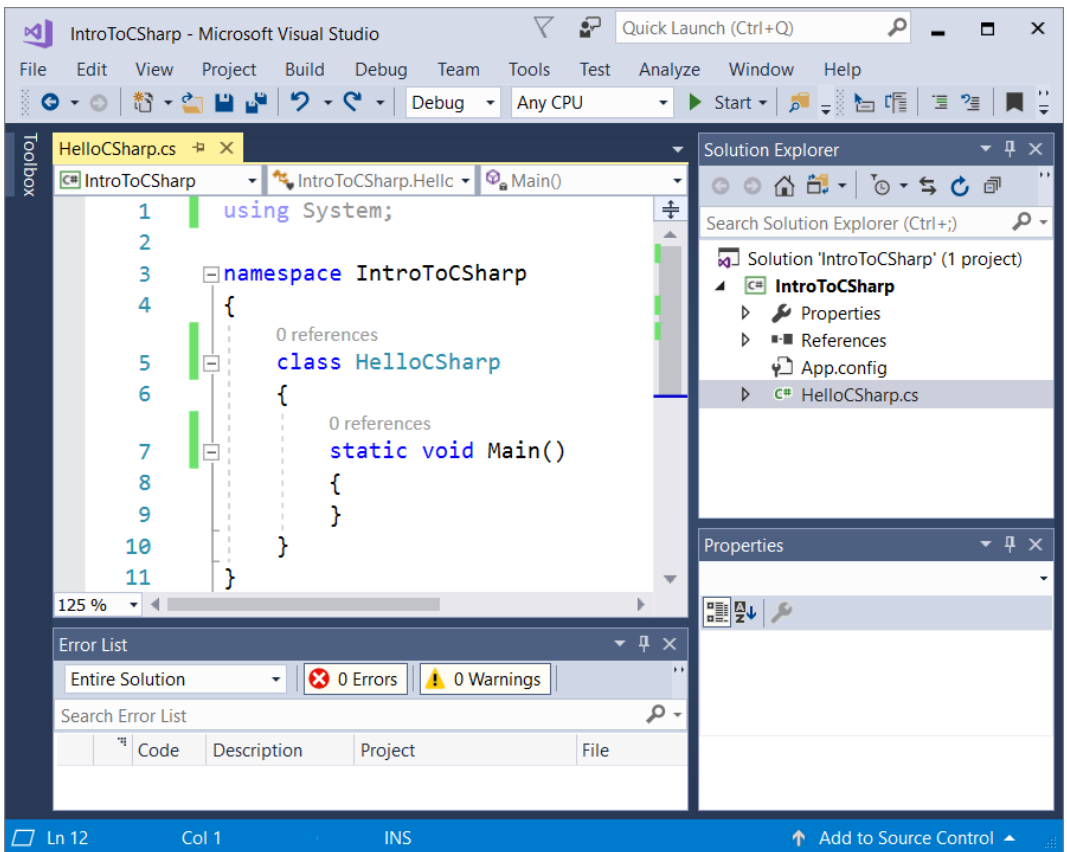 IntroToCSharp - Microsoft Visual Studio
Quick Launch (Ctrl+Q)
File Edit View Project Build Debug Team Tools Test Analyze Window Help
Debug Any CPU Start
Toolbox
HelloCSharp.cs
C# IntroToCSharp IntroToCSharp.Hellc Main()
1 using System;
2
3 namespace IntroToCSharp
4 {
0 references
5 class HelloCSharp
6 {
0 references
7 static void Main()
8 {
9 }
10 }
11 }
125 %
Solution Explorer
Search Solution Explorer (Ctrl+;)
Solution 'IntroToCSharp' (1 project)
C# IntroToCSharp
Properties
References
App.config
C# HelloCSharp.cs
Properties
Error List
Entire Solution 0 Errors 0 Warnings
Search Error List
Code Description Project File
Ln 12 Col 1 INS Add to Source Control